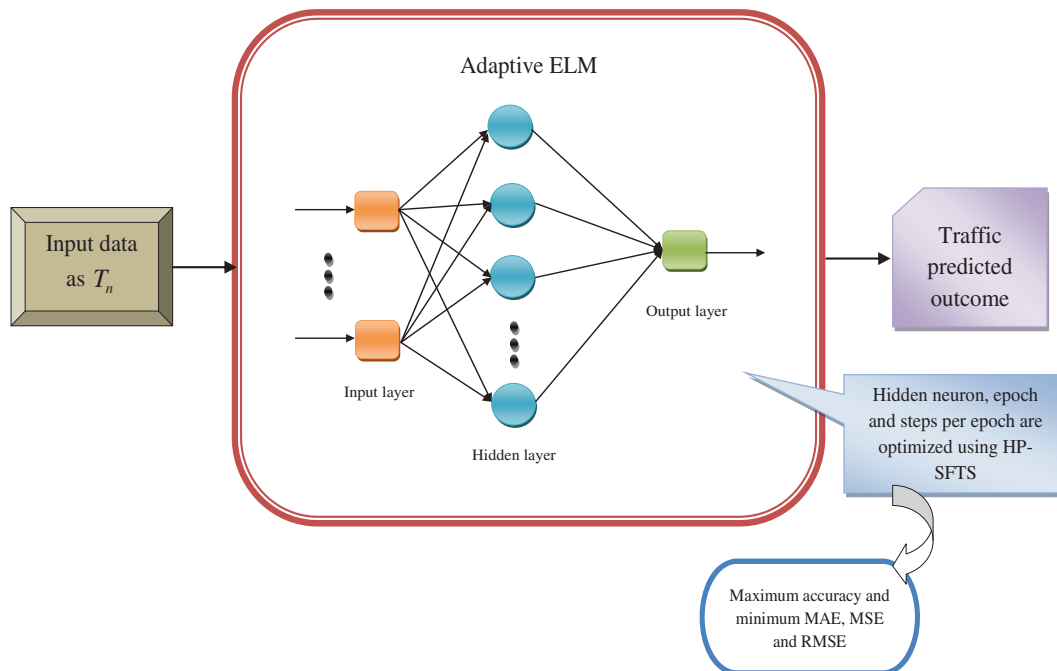 Adaptive ELM
Input data
as Tₙ
Input layer
Hidden layer
Output layer
Traffic
predicted
outcome
Hidden neuron, epoch
and steps per epoch are
optimized using HP-
SFTS
Maximum accuracy and
minimum MAE, MSE
and RMSE